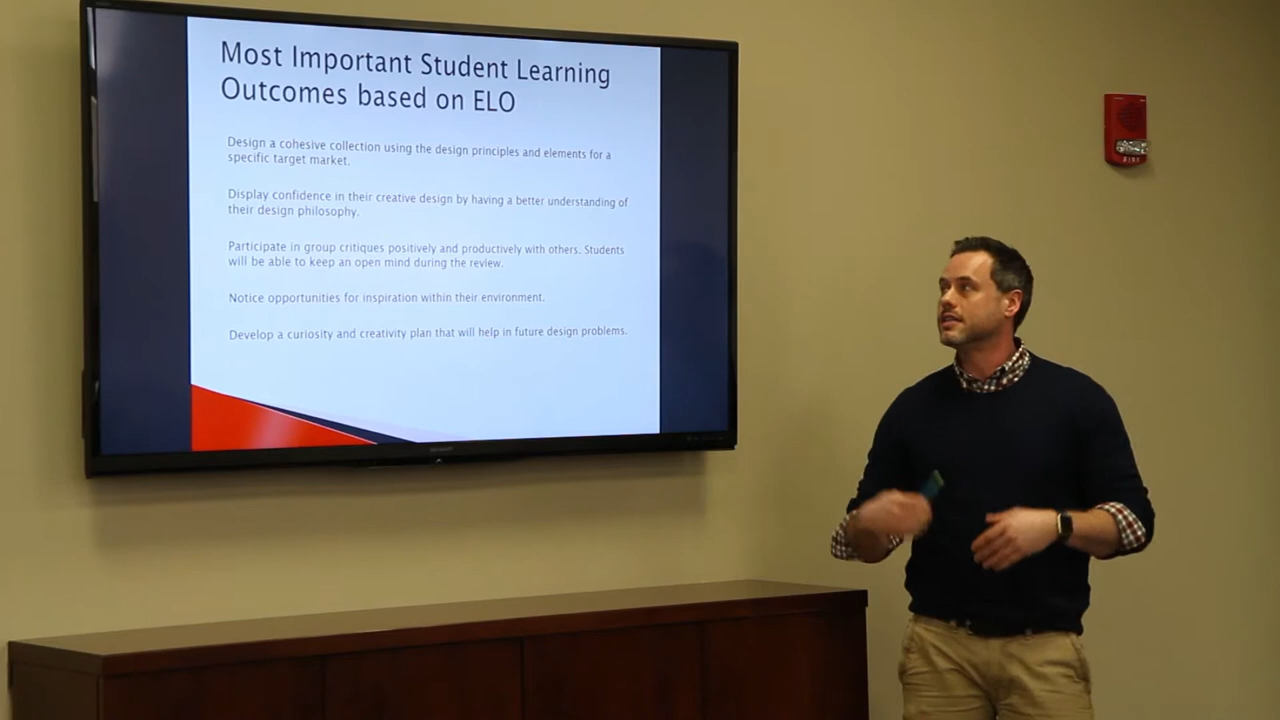 Most Important Student Learning
Outcomes based on ELO
Design a cohesive collection using the design principles and elements for a
specific target market.
Display confidence in their creative design by having a better understanding of
their design philosophy.
Participate in group critiques positively and productively with others. Students
will be able to keep an open mind during the review.
Notice opportunities for inspiration within their environment.
Develop a curiosity and creativity plan that will help in future design problems.
FIRE